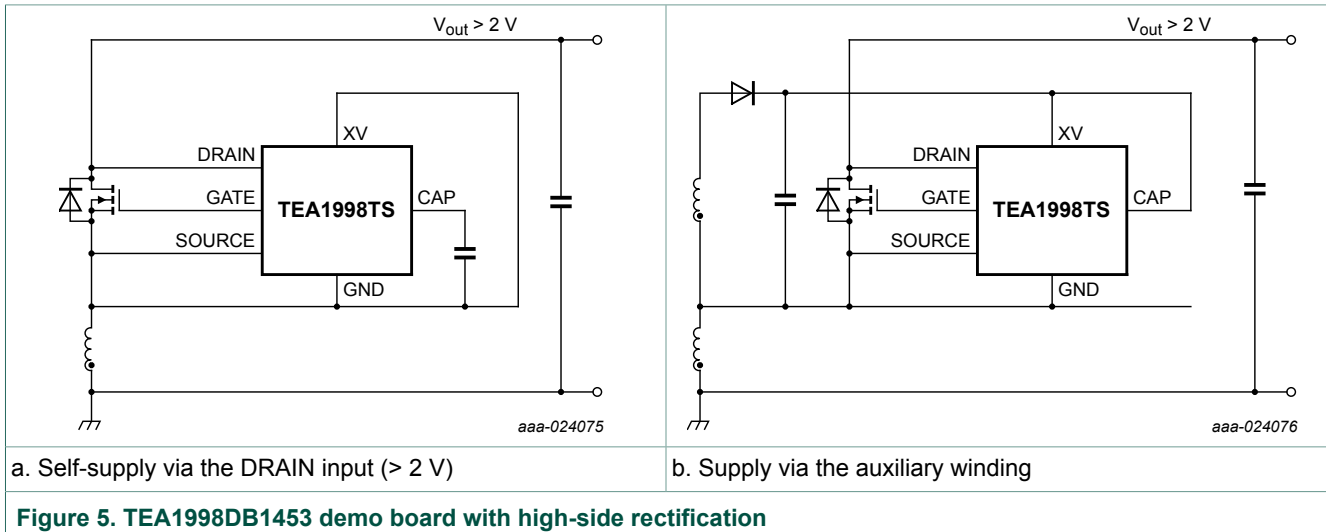 V_out > 2 V
XV
DRAIN
GATE
TEA1998TS
CAP
SOURCE
GND
aaa-024075
V_out > 2 V
XV
DRAIN
GATE
TEA1998TS
CAP
SOURCE
GND
aaa-024076
a. Self-supply via the DRAIN input (> 2 V)
b. Supply via the auxiliary winding
Figure 5. TEA1998DB1453 demo board with high-side rectification